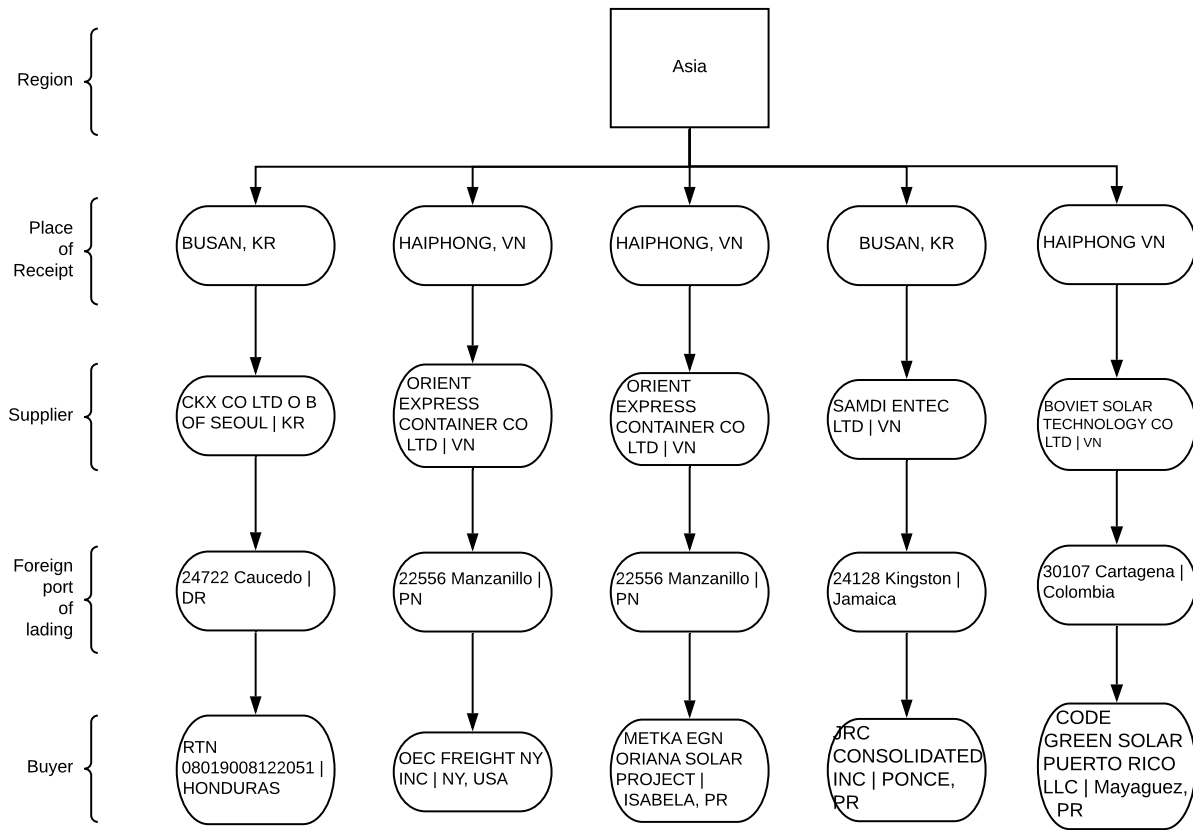 Region
Asia
Place
of
Receipt
BUSAN, KR
HAIPHONG, VN
HAIPHONG, VN
BUSAN, KR
HAIPHONG VN
Supplier
CKX CO LTD O B
OF SEOUL | KR
ORIENT
EXPRESS
CONTAINER CO
LTD | VN
ORIENT
EXPRESS
CONTAINER CO
LTD | VN
SAMDI ENTEC
LTD | VN
BOVIET SOLAR
TECHNOLOGY CO
LTD | VN
Foreign
port
of
lading
24722 Caucedo |
DR
22556 Manzanillo |
PN
22556 Manzanillo |
PN
24128 Kingston |
Jamaica
30107 Cartagena |
Colombia
Buyer
RTN
08019008122051 |
HONDURAS
OEC FREIGHT NY
INC | NY, USA
METKA EGN
ORIANA SOLAR
PROJECT |
ISABELA, PR
JRC
CONSOLIDATED
INC | PONCE,
PR
CODE
GREEN SOLAR
PUERTO RICO
LLC | Mayaguez,
PR